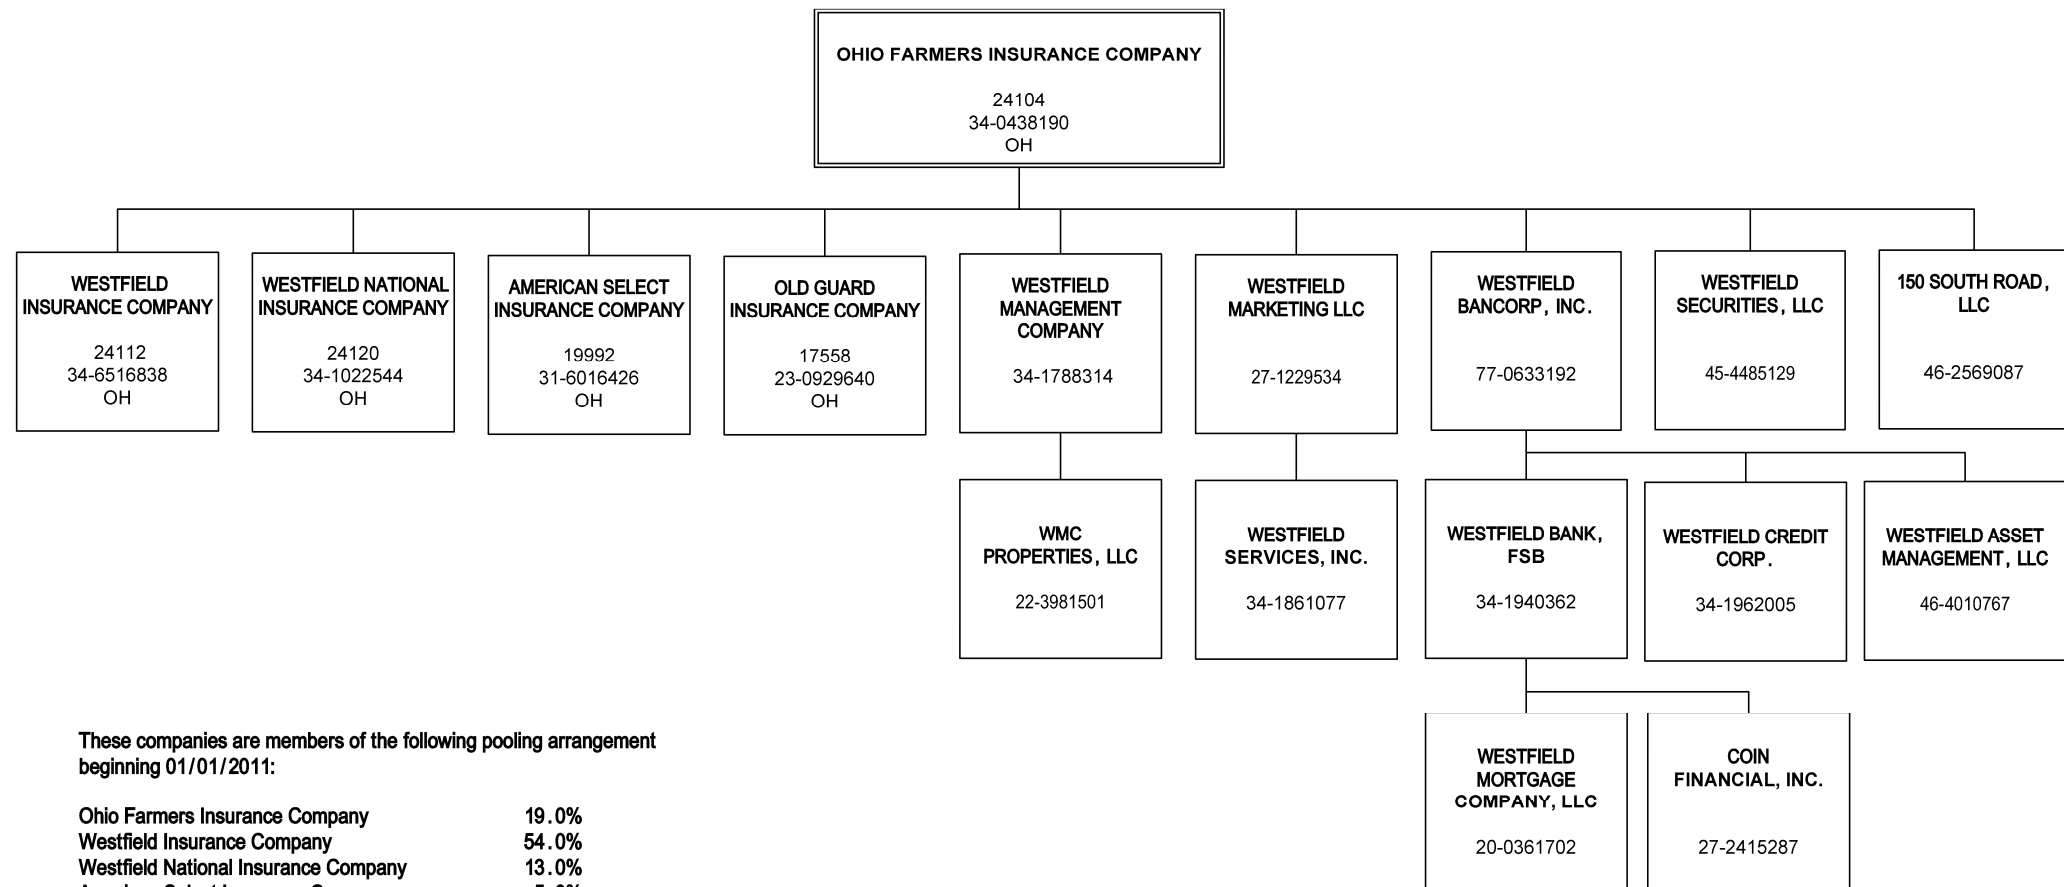 OHIO FARMERS INSURANCE COMPANY
24104
34-0438190
OH
WESTFIELD
INSURANCE COMPANY
24112
34-6516838
OH
WESTFIELD NATIONAL
INSURANCE COMPANY
24120
34-1022544
OH
AMERICAN SELECT
INSURANCE COMPANY
19992
31-6016426
OH
OLD GUARD
INSURANCE COMPANY
17558
23-0929640
OH
WESTFIELD
MANAGEMENT
COMPANY
34-1788314
WESTFIELD
MARKETING LLC
27-1229534
WESTFIELD
BANCORP, INC.
77-0633192
WESTFIELD
SECURITIES, LLC
45-4485129
150 SOUTH ROAD,
LLC
46-2569087
WMC
PROPERTIES, LLC
22-3981501
WESTFIELD
SERVICES, INC.
34-1861077
WESTFIELD BANK,
FSB
34-1940362
WESTFIELD CREDIT
CORP.
34-1962005
WESTFIELD ASSET
MANAGEMENT, LLC
46-4010767
WESTFIELD
MORTGAGE
COMPANY, LLC
20-0361702
COIN
FINANCIAL, INC.
27-2415287
These companies are members of the following pooling arrangement
beginning 01/01/2011:
Ohio Farmers Insurance Company 19.0%
Westfield Insurance Company 54.0%
Westfield National Insurance Company 13.0%